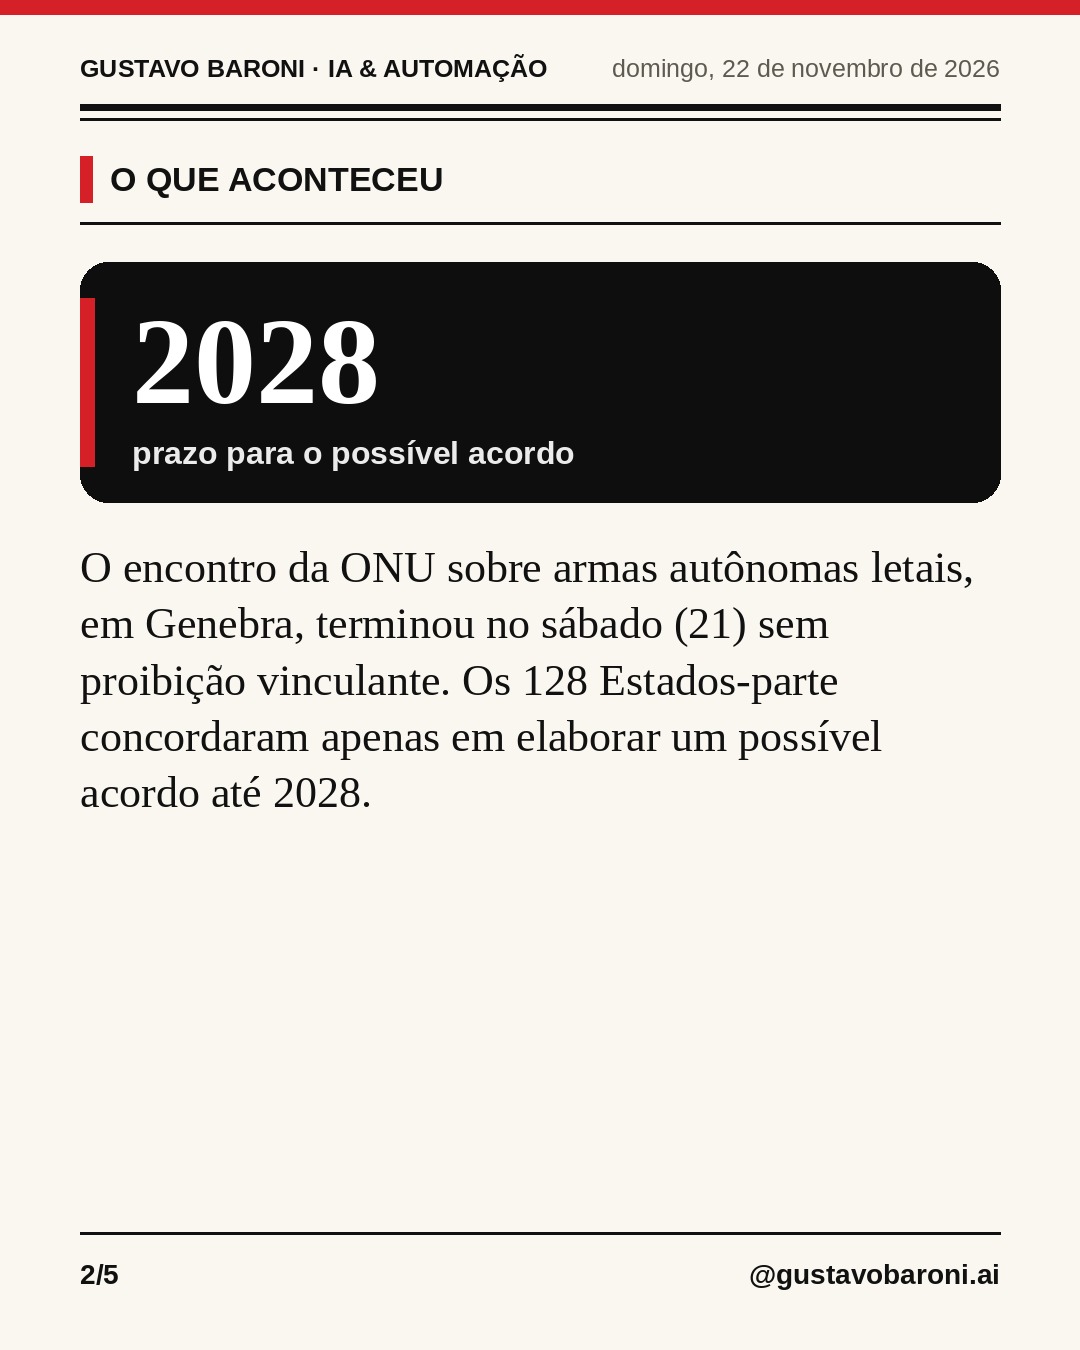 GUSTAVO BARONI · IA & AUTOMAÇÃO
domingo, 22 de novembro de 2026
O QUE ACONTECEU
2028
prazo para o possível acordo
O encontro da ONU sobre armas autônomas letais,
em Genebra, terminou no sábado (21) sem
proibição vinculante. Os 128 Estados-parte
concordaram apenas em elaborar um possível
acordo até 2028.
2/5
@gustavobaroni.ai